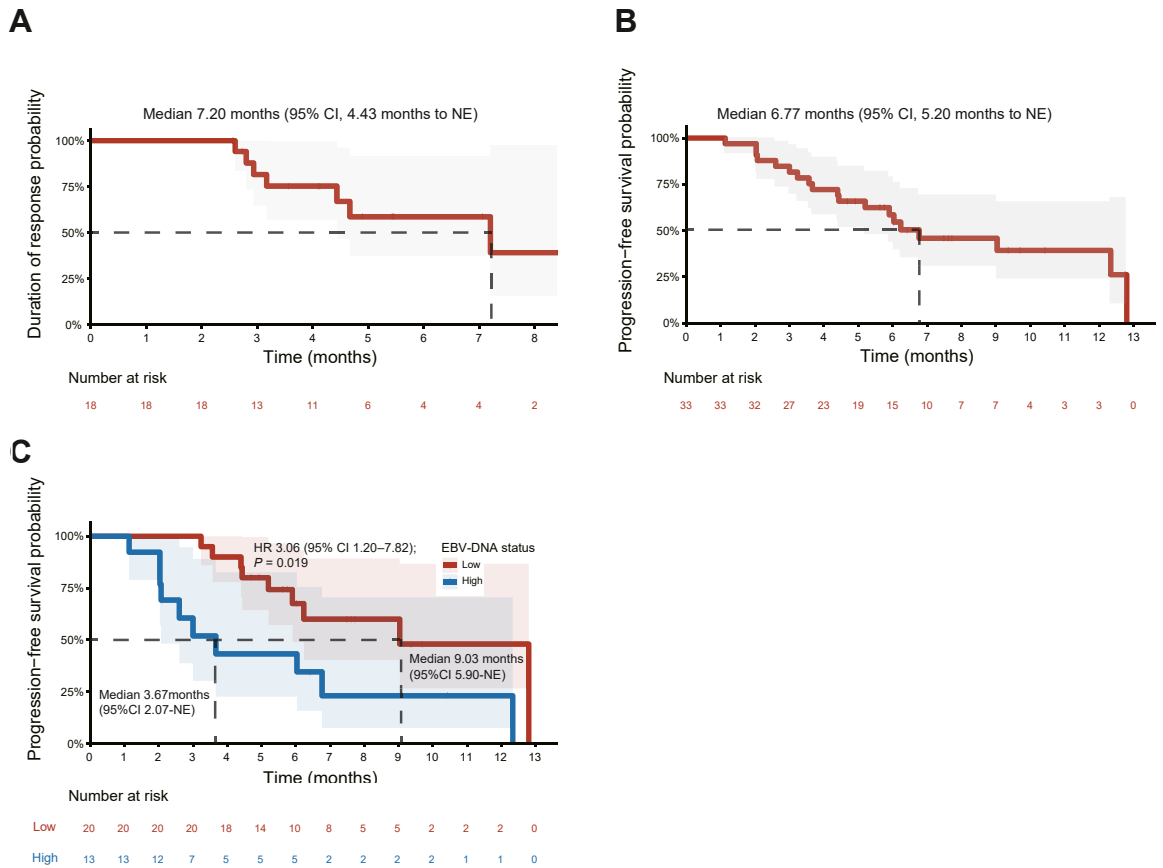 A
Median 7.20 months (95% CI, 4.43 months to NE)
Duration of response probability
100%
75%
50%
25%
0%
0 1 2 3 4 5 6 7 8
Time (months)
Number at risk
18 18 18 13 11 6 4 4 2
B
Median 6.77 months (95% CI, 5.20 months to NE)
Progression−free survival probability
100%
75%
50%
25%
0%
0 1 2 3 4 5 6 7 8 9 10 11 12 13
Time (months)
Number at risk
33 33 32 27 23 19 15 10 7 7 4 3 3 0
C
Progression−free survival probability
100%
75%
50%
25%
0%
HR 3.06 (95% CI 1.20–7.82);
P = 0.019
EBV-DNA status
Low
High
Median 9.03 months
(95%CI 5.90-NE)
Median 3.67months
(95%CI 2.07-NE)
0 1 2 3 4 5 6 7 8 9 10 11 12 13
Time (months)
Number at risk
Low 20 20 20 20 18 14 10 8 5 5 2 2 2 0
High 13 13 12 7 5 5 5 2 2 2 2 1 1 0